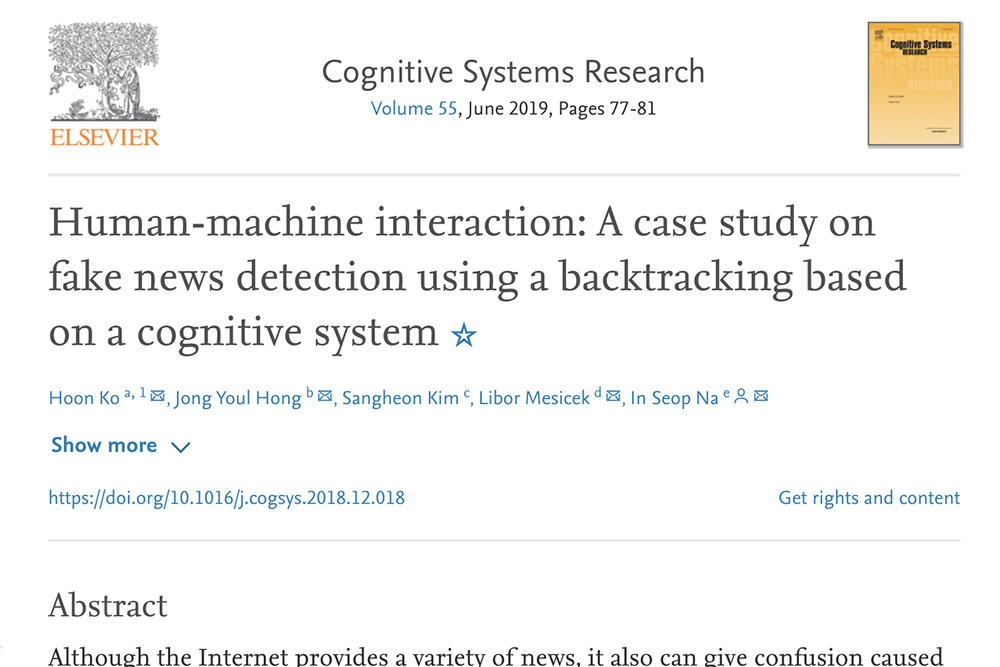 ELSEVIER
Cognitive Systems Research
Volume 55, June 2019, Pages 77-81
Cognitive Systems
RESEARCH
Human-machine interaction: A case study on
fake news detection using a backtracking based
on a cognitive system ☆
Hoon Ko a, 1, Jong Youl Hong b, Sangheon Kim c, Libor Mesicek d, In Seop Na e
Show more
https://doi.org/10.1016/j.cogsys.2018.12.018
Get rights and content
Abstract
Although the Internet provides a variety of news, it also can give confusion caused